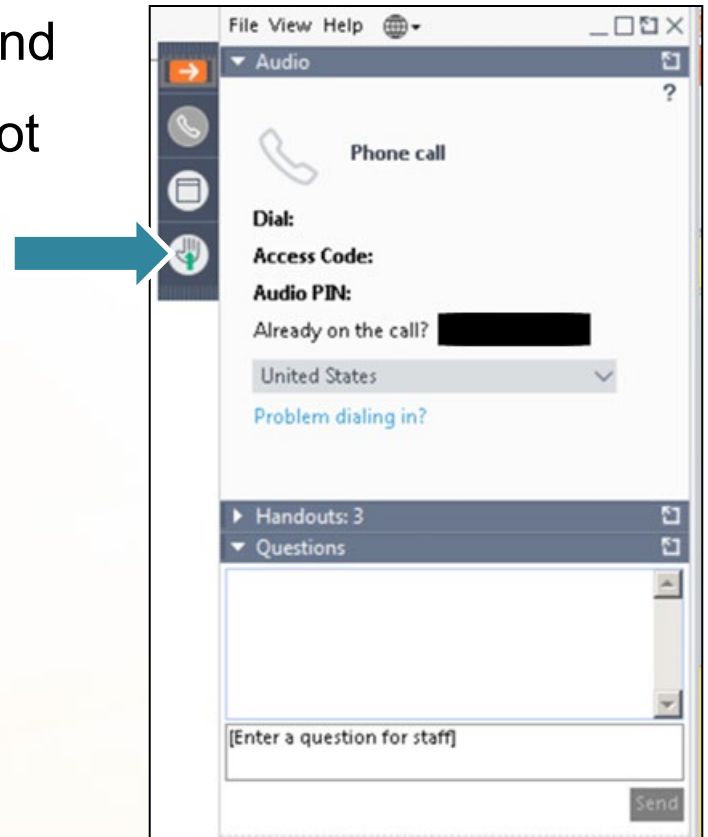 nd
ot
File View Help
Audio
?
Phone call
Dial:
Access Code:
Audio PIN:
Already on the call?
United States
Problem dialing in?
Handouts: 3
Questions
[Enter a question for staff]
Send